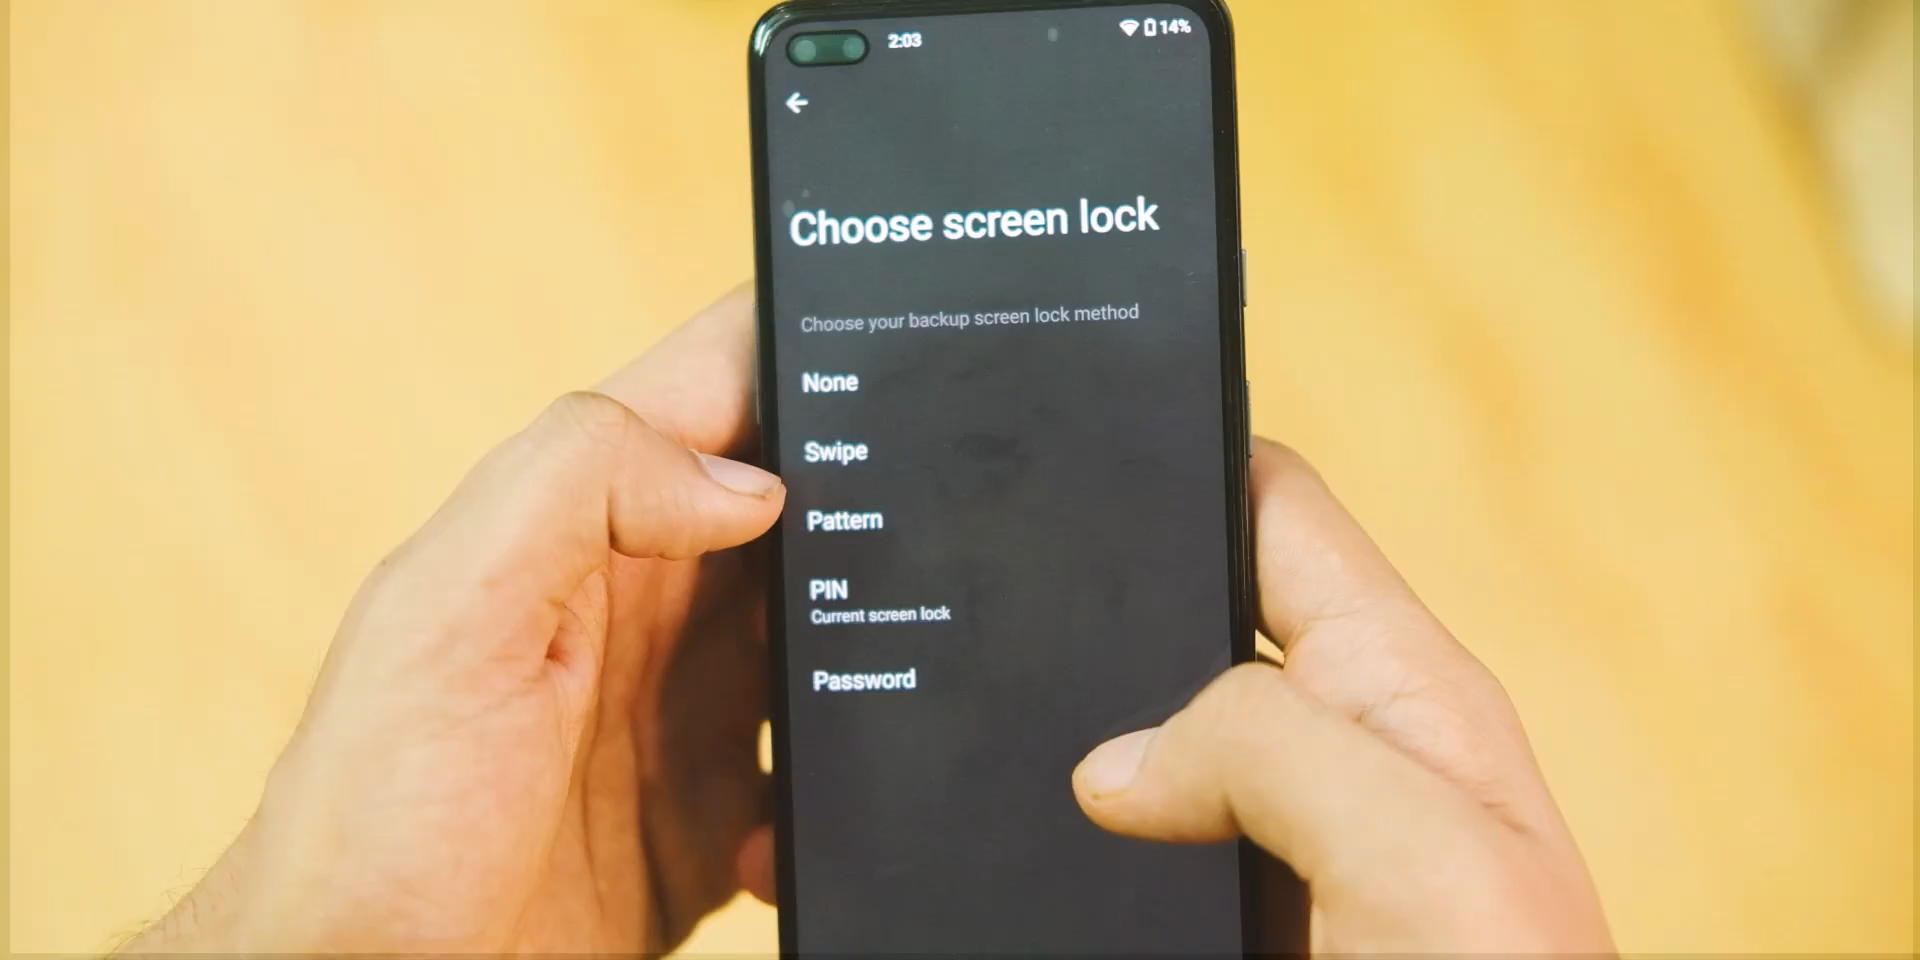 2:03
14%
Choose screen lock
Choose your backup screen lock method
None
Swipe
Pattern
PIN
Current screen lock
Password